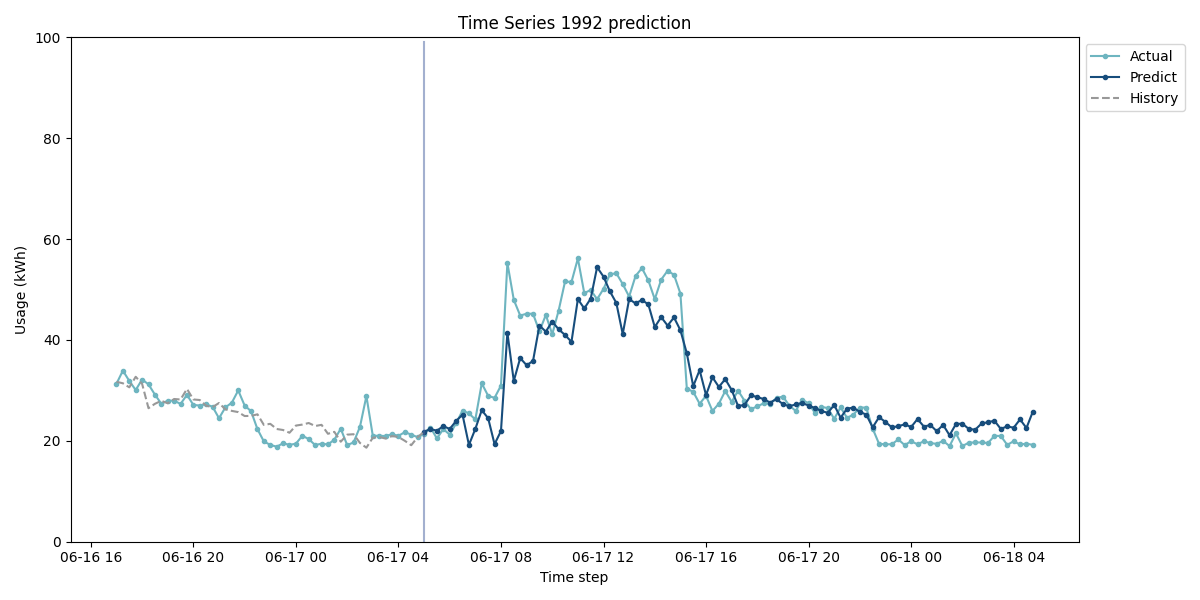 Time Series 1992 prediction
100
80
60
40
20
0
Usage (kWh)
06-16 16
06-16 20
06-17 00
06-17 04
06-17 08
06-17 12
06-17 16
06-17 20
06-18 00
06-18 04
Time step
Actual
Predict
History